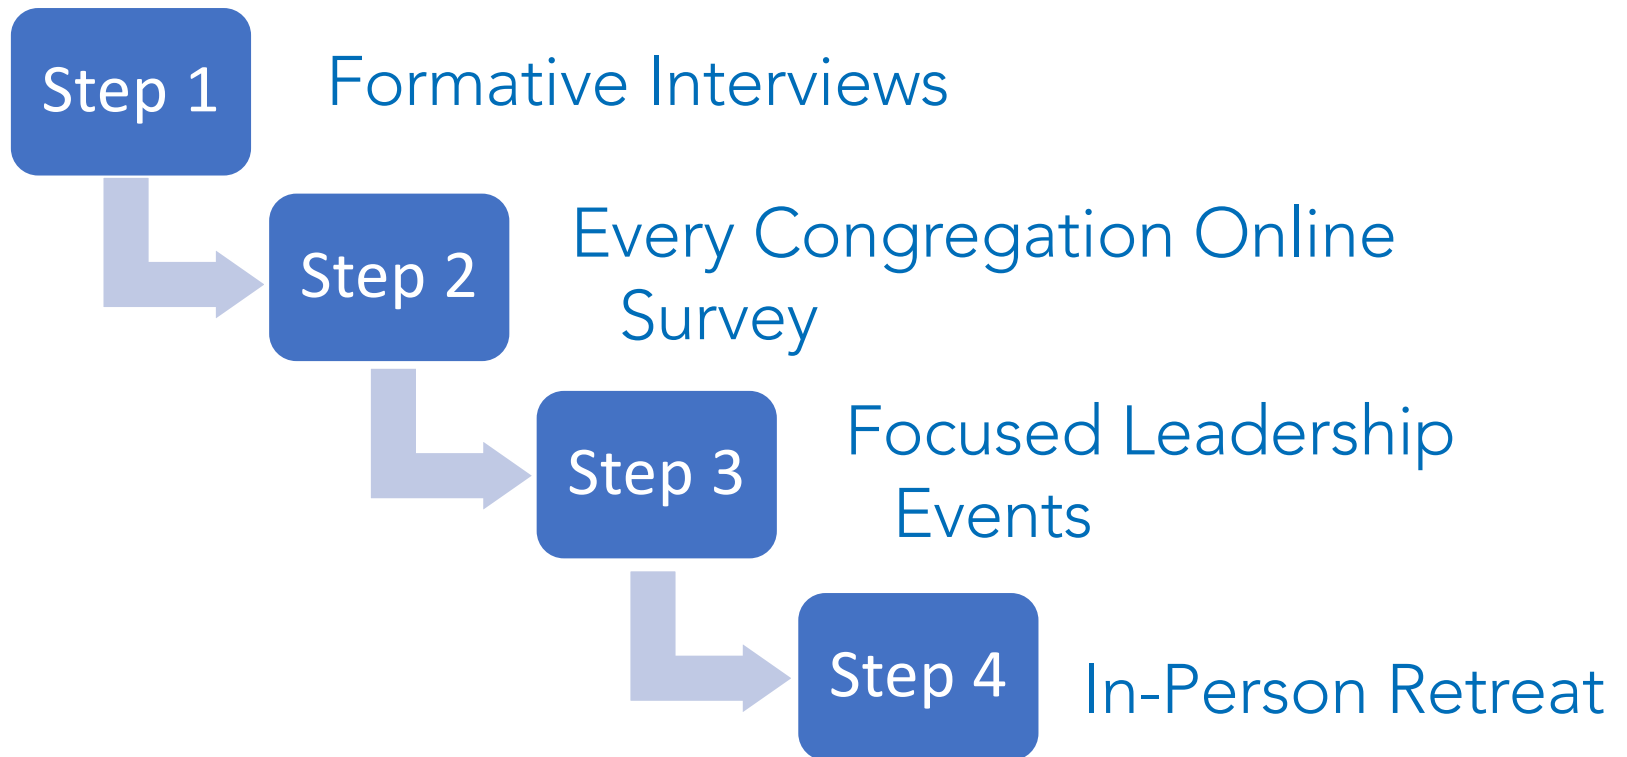 Step 1
Formative Interviews
Step 2
Every Congregation Online
Survey
Step 3
Focused Leadership
Events
Step 4
In-Person Retreat